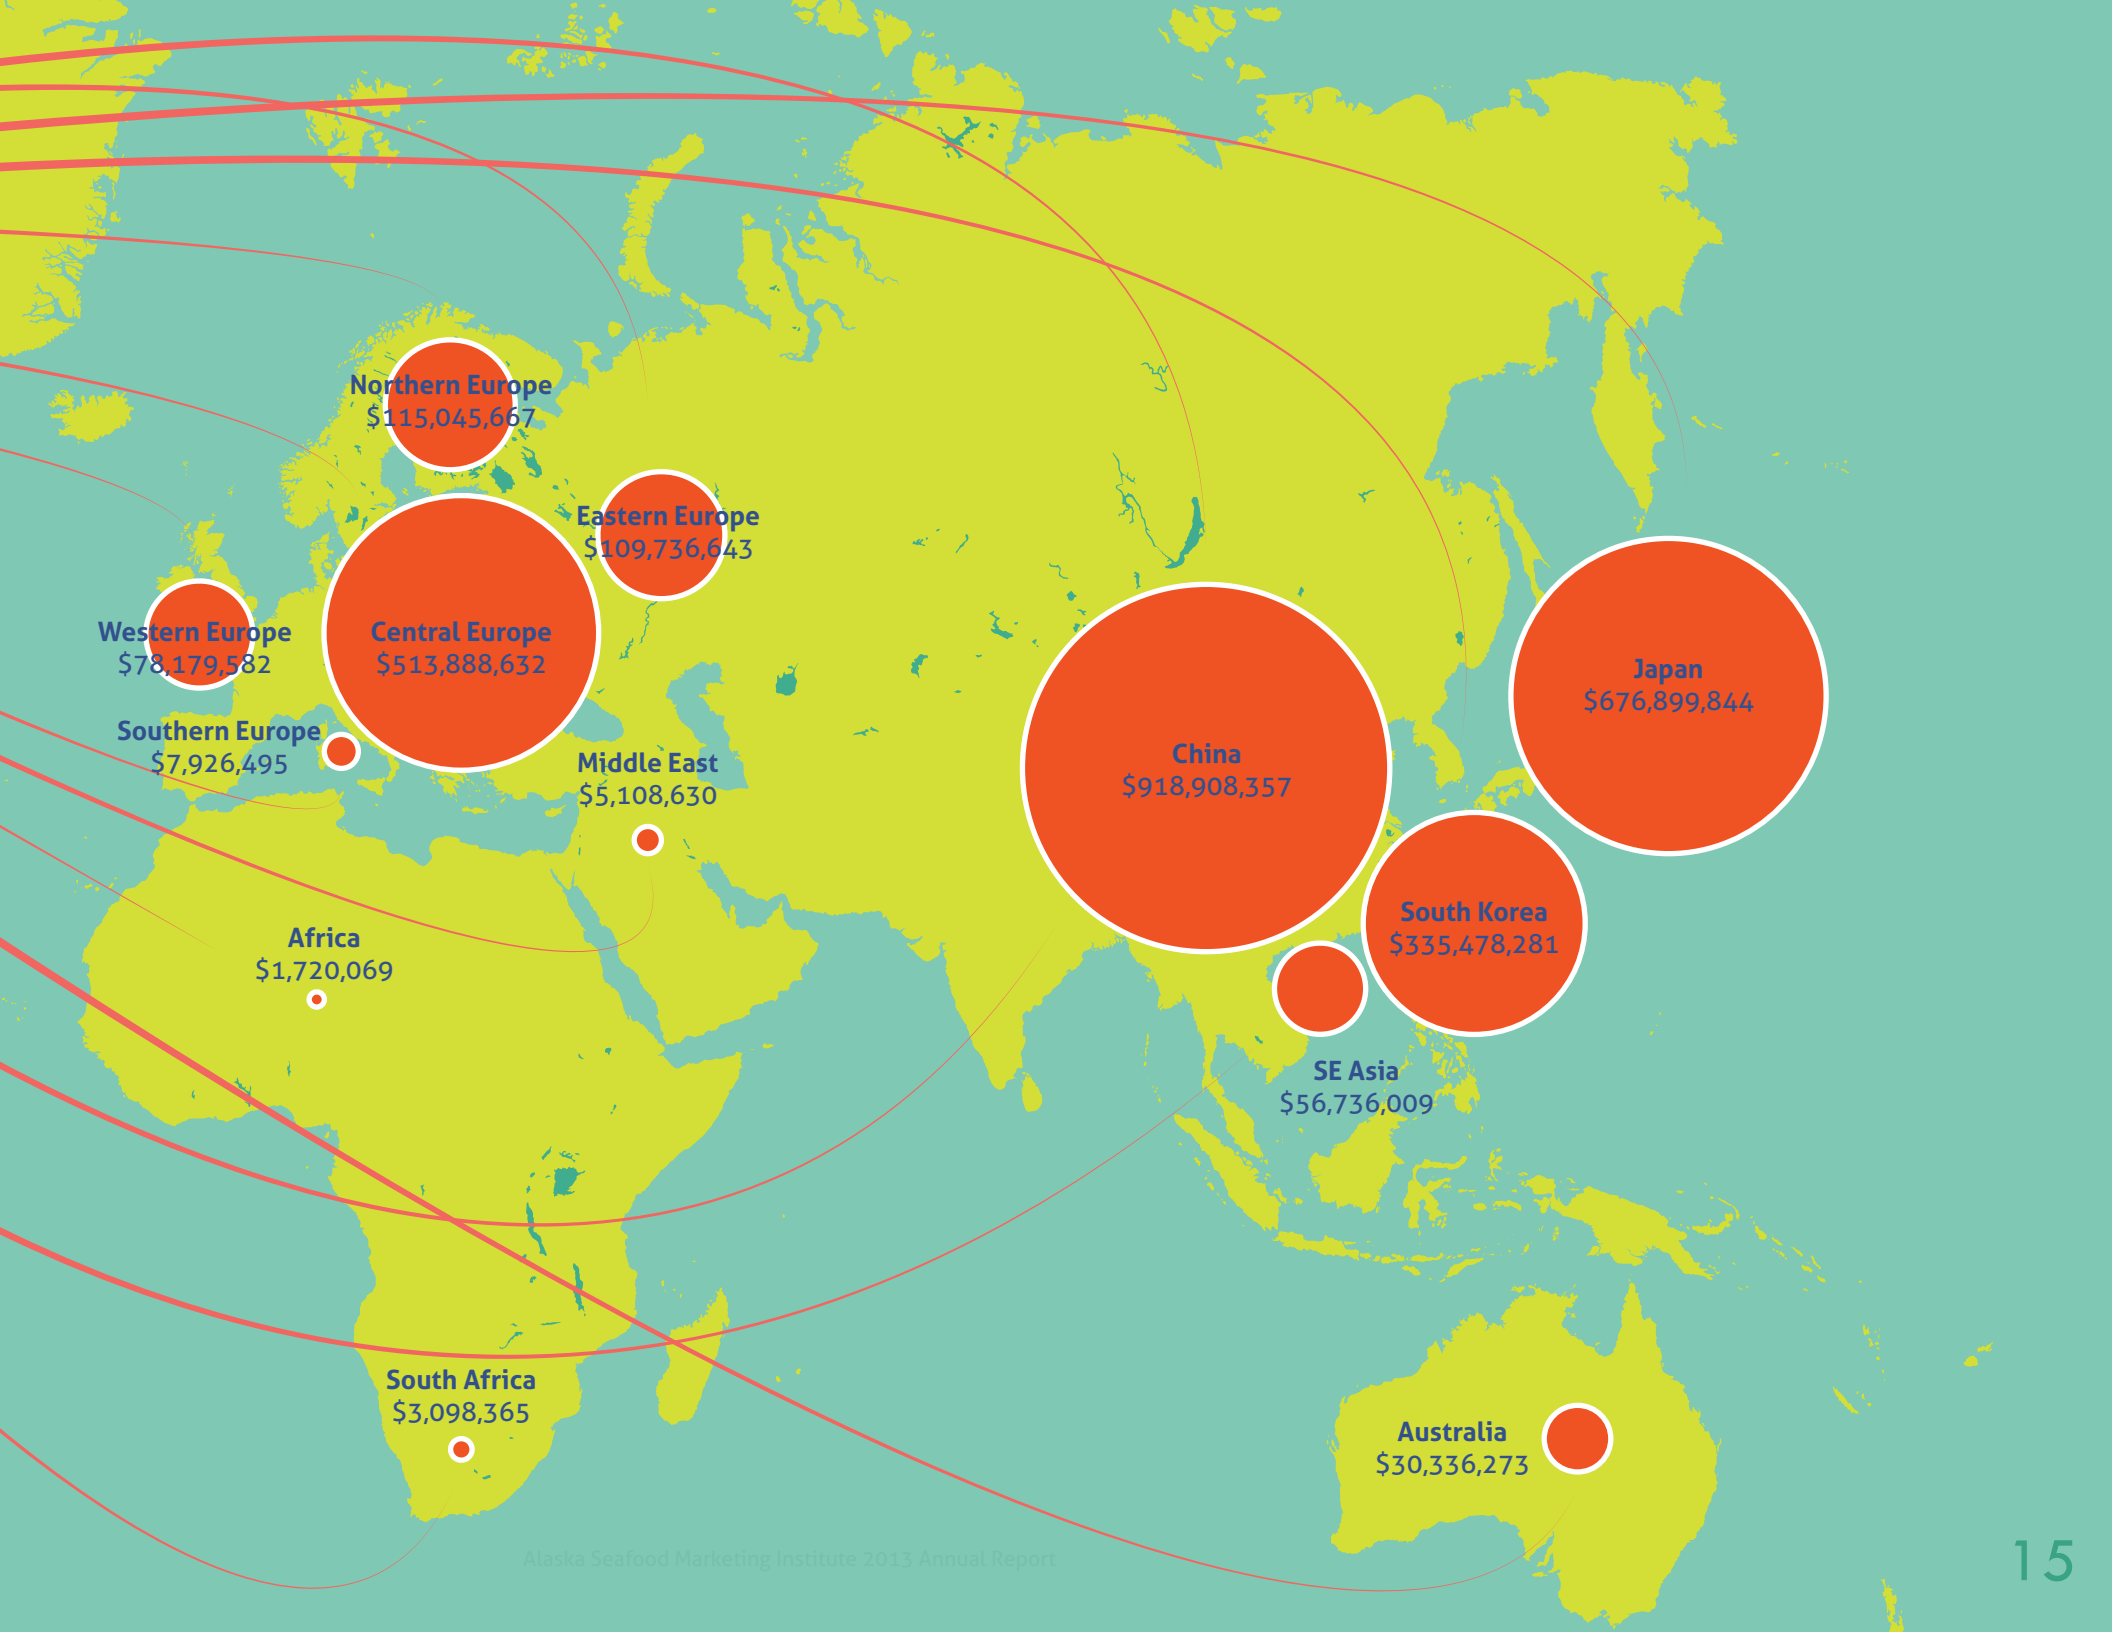 Northern Europe
$115,045,667
Eastern Europe
$109,736,643
Western Europe
$78,179,582
Central Europe
$513,888,632
Japan
$676,899,844
Southern Europe
$7,926,495
Middle East
$5,108,630
China
$918,908,357
South Korea
$335,478,281
Africa
$1,720,069
SE Asia
$56,736,009
South Africa
$3,098,365
Australia
$30,336,273
Alaska Seafood Marketing Institute 2013 Annual Report
15